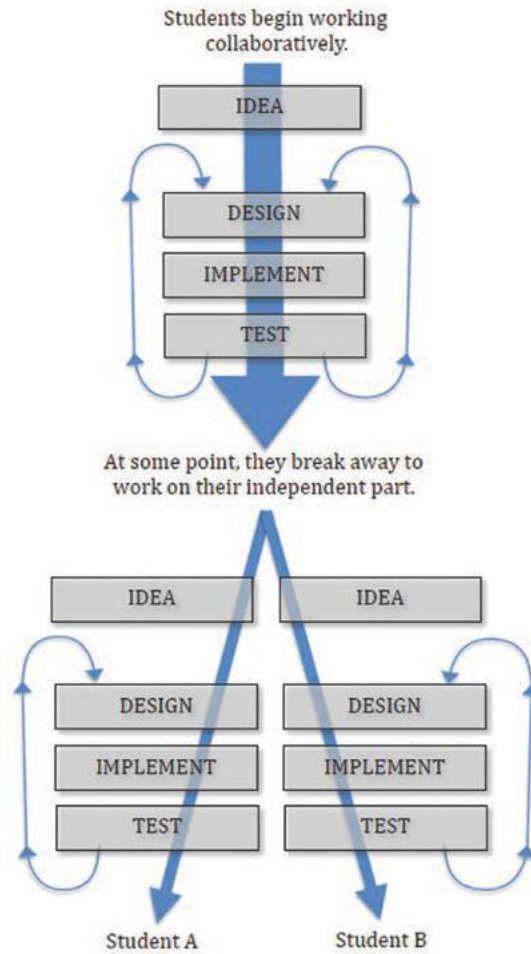 Students begin working
collaboratively.
IDEA
DESIGN
IMPLEMENT
TEST
At some point, they break away to
work on their independent part.
IDEA
IDEA
DESIGN
DESIGN
IMPLEMENT
IMPLEMENT
TEST
TEST
Student A
Student B